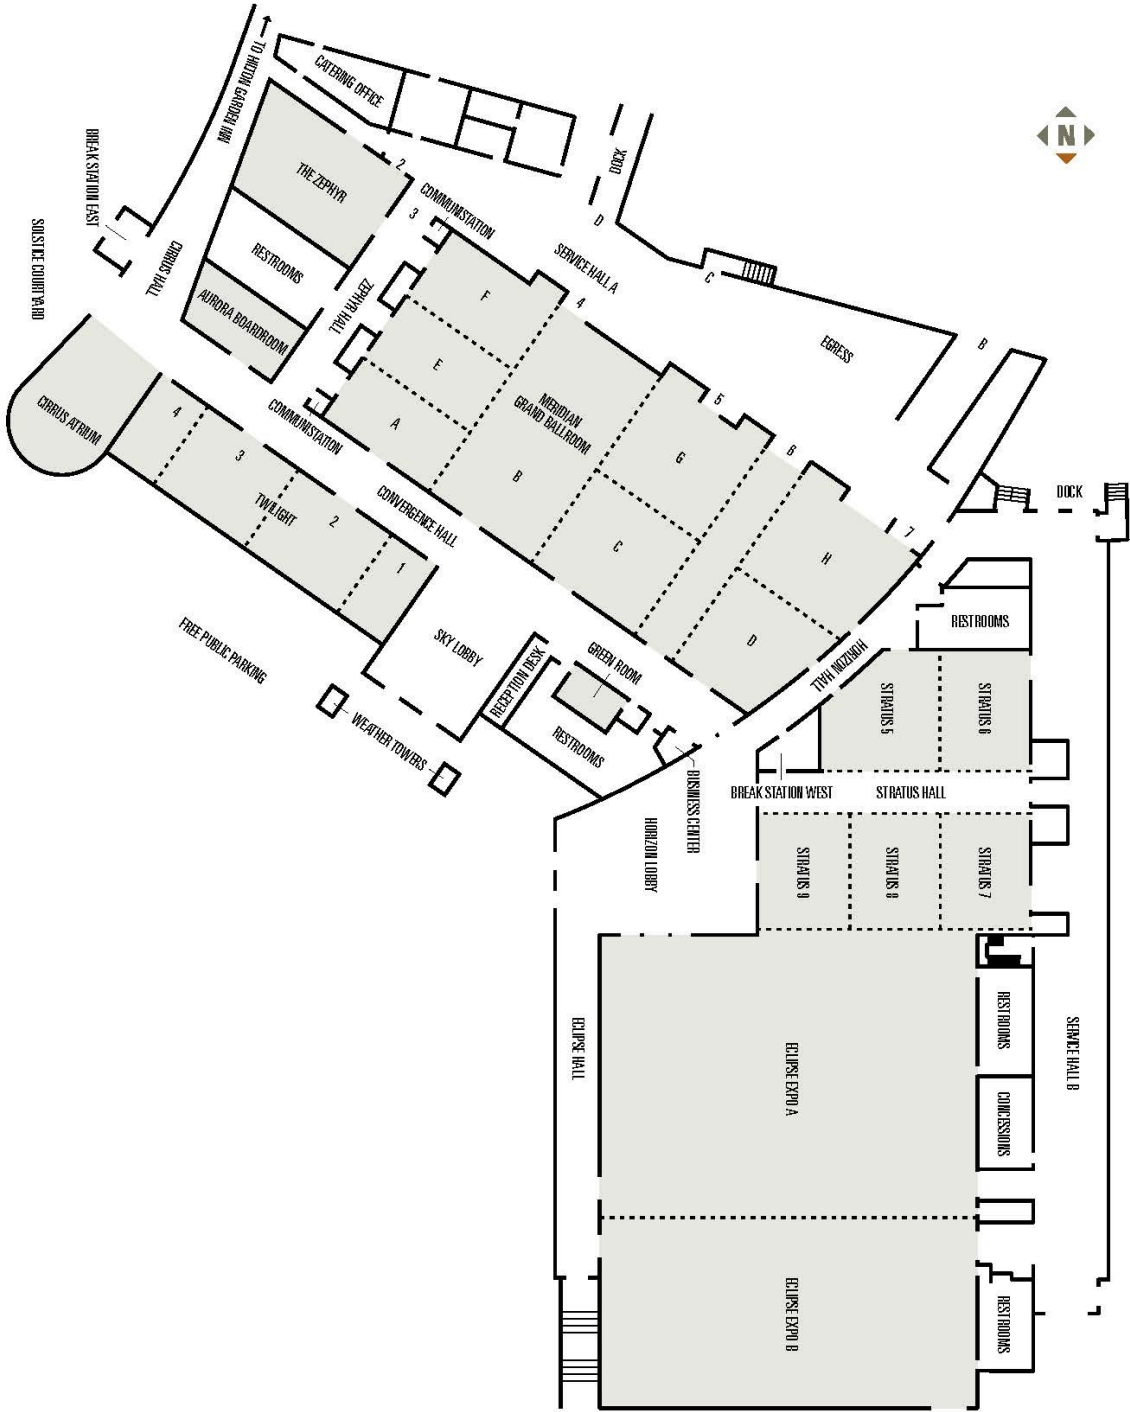 TO HILTON GARDEN INN
CATERING OFFICE
N
DOCK
BREAK STATION EAST
THE ZEPHYR
2
COMMUNISTATION
3
D
SOLSTICE COURTYARD
CIRRUS HALL
RESTROOMS
SERVICE HALL A
C
F
4
ZEPHYR HALL
AURORA BOARDROOM
EGRESS
B
E
MERIDIAN
GRAND BALLROOM
5
CIRRUS ATRIUM
4
COMMUNISTATION
A
G
6
3
B
DOCK
TWILIGHT
2
CONVERGENCE HALL
7
C
H
1
RESTROOMS
FREE PUBLIC PARKING
SKY LOBBY
RECEPTION DESK
GREEN ROOM
D
HORIZON HALL
STRATUS 5
STRATUS 6
WEATHER TOWERS
RESTROOMS
BUSINESS CENTER
BREAK STATION WEST
STRATUS HALL
HORIZON LOBBY
STRATUS 9
STRATUS 8
STRATUS 7
ECLIPSE HALL
ECLIPSE EXPO A
RESTROOMS
SERVICE HALL B
CONCESSIONS
ECLIPSE EXPO B
RESTROOMS